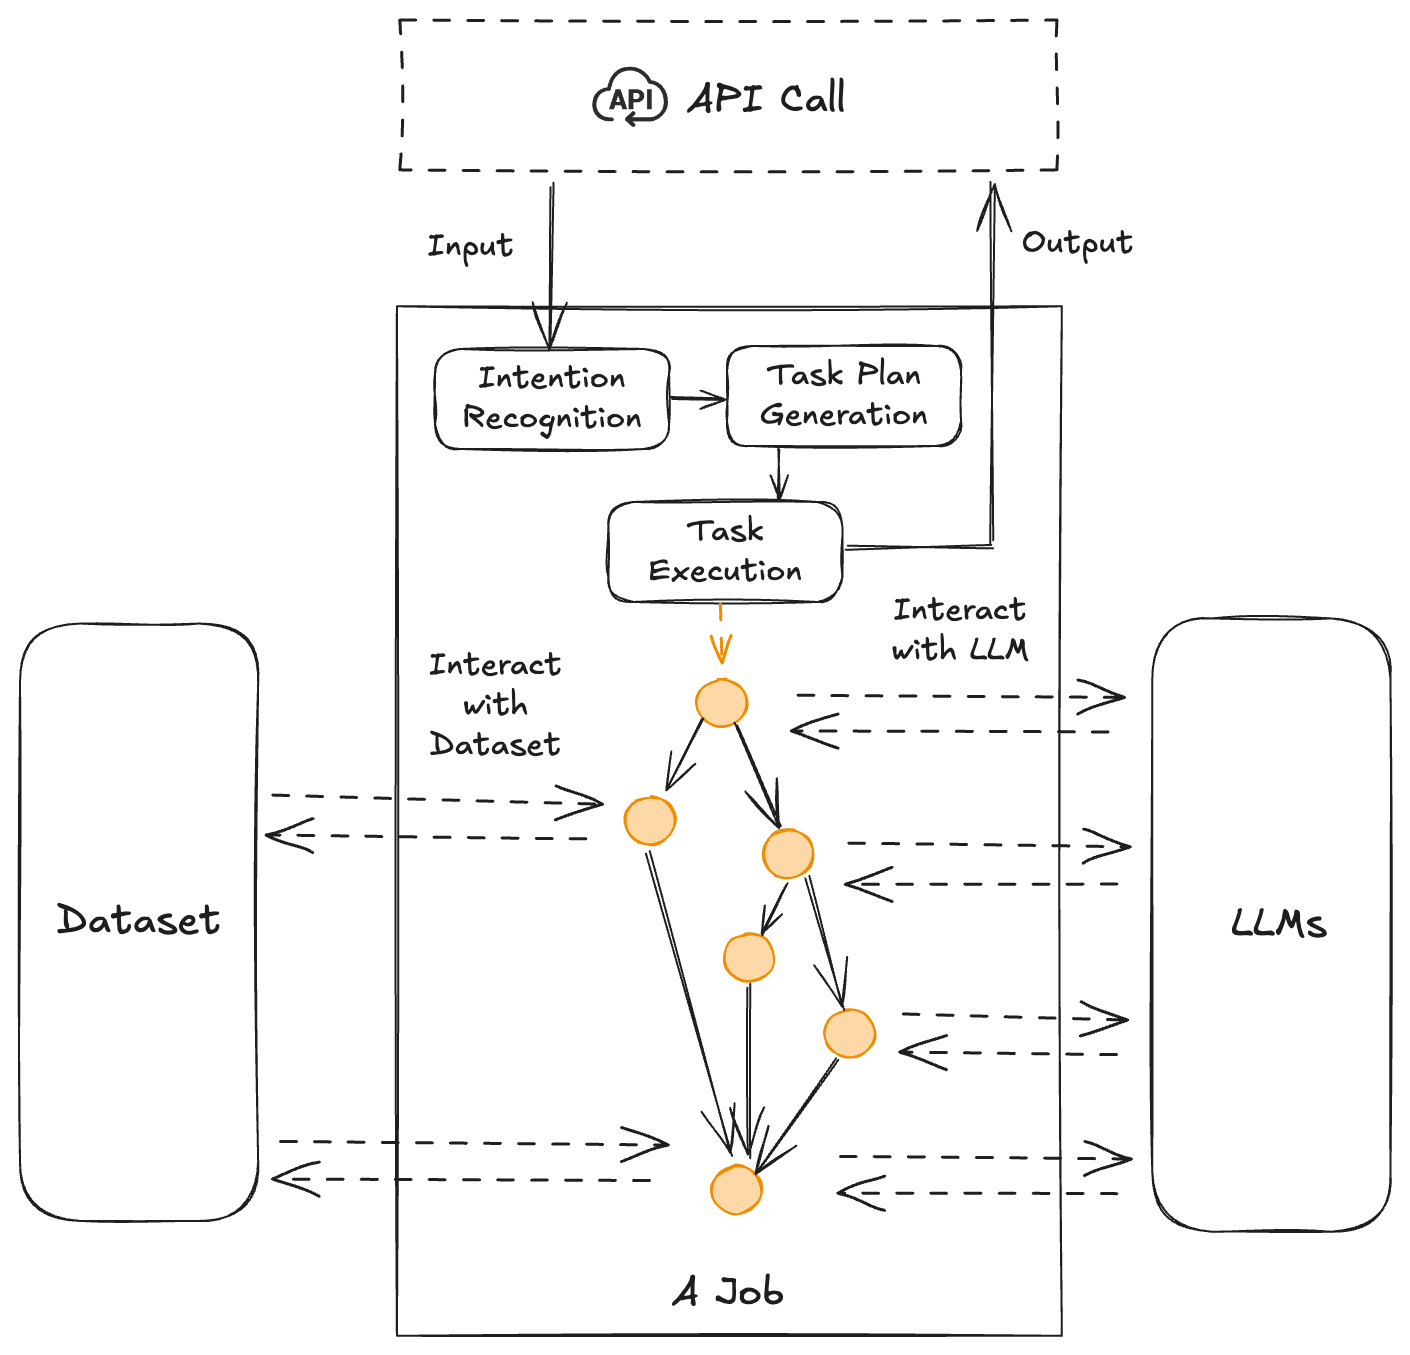 API API Call
Input
Output
Intention
Recognition
Task Plan
Generation
Task
Execution
Interact
with LLM
Interact
with
Dataset
Dataset
LLMs
A Job